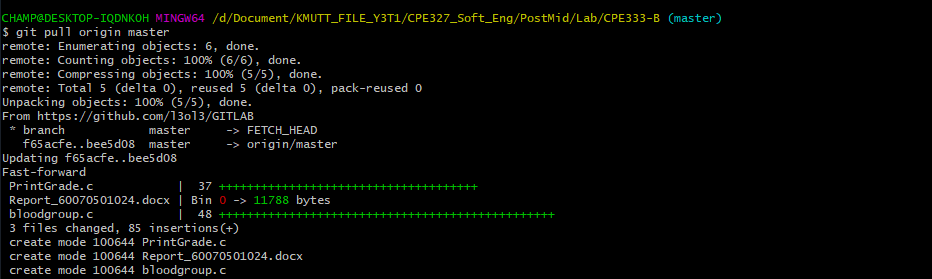 CHAMP@DESKTOP-IQDNKOH MINGW64 /d/Document/KMUTT_FILE_Y3T1/CPE327_Soft_Eng/PostMid/Lab/CPE333-B (master)
$ git pull origin master
remote: Enumerating objects: 6, done.
remote: Counting objects: 100% (6/6), done.
remote: Compressing objects: 100% (5/5), done.
remote: Total 5 (delta 0), reused 5 (delta 0), pack-reused 0
Unpacking objects: 100% (5/5), done.
From https://github.com/l3ol3/GITLAB
 * branch            master     -> FETCH_HEAD
   f65acfe..bee5d08  master     -> origin/master
Updating f65acfe..bee5d08
Fast-forward
 PrintGrade.c            |  37 +++++++++++++++++++++++++++++++++++++
 Report_60070501024.docx | Bin 0 -> 11788 bytes
 bloodgroup.c            |  48 ++++++++++++++++++++++++++++++++++++++++++++++++
 3 files changed, 85 insertions(+)
 create mode 100644 PrintGrade.c
 create mode 100644 Report_60070501024.docx
 create mode 100644 bloodgroup.c